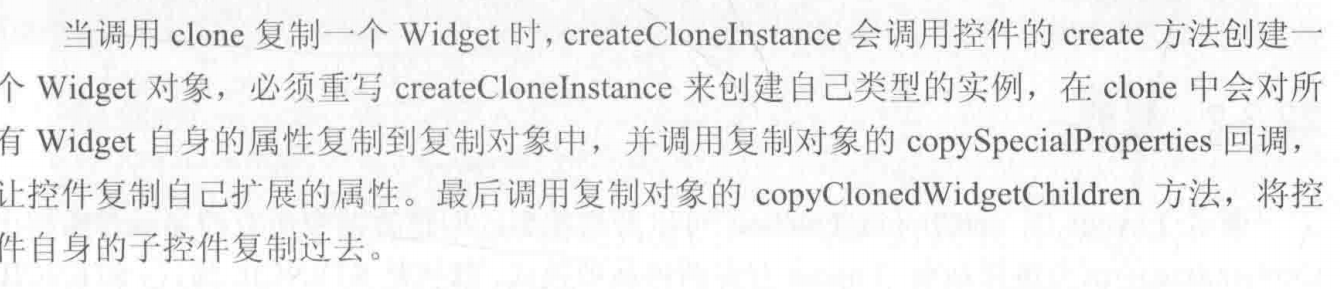 当调用 clone 复制一个 Widget 时，createCloneInstance 会调用控件的 create 方法创建一
个 Widget 对象，必须重写 createCloneInstance 来创建自己类型的实例，在 clone 中会对所
有 Widget 自身的属性复制到复制对象中，并调用复制对象的 copySpecialProperties 回调，
让控件复制自己扩展的属性。最后调用复制对象的 copyClonedWidgetChildren 方法，将控
件自身的子控件复制过去。